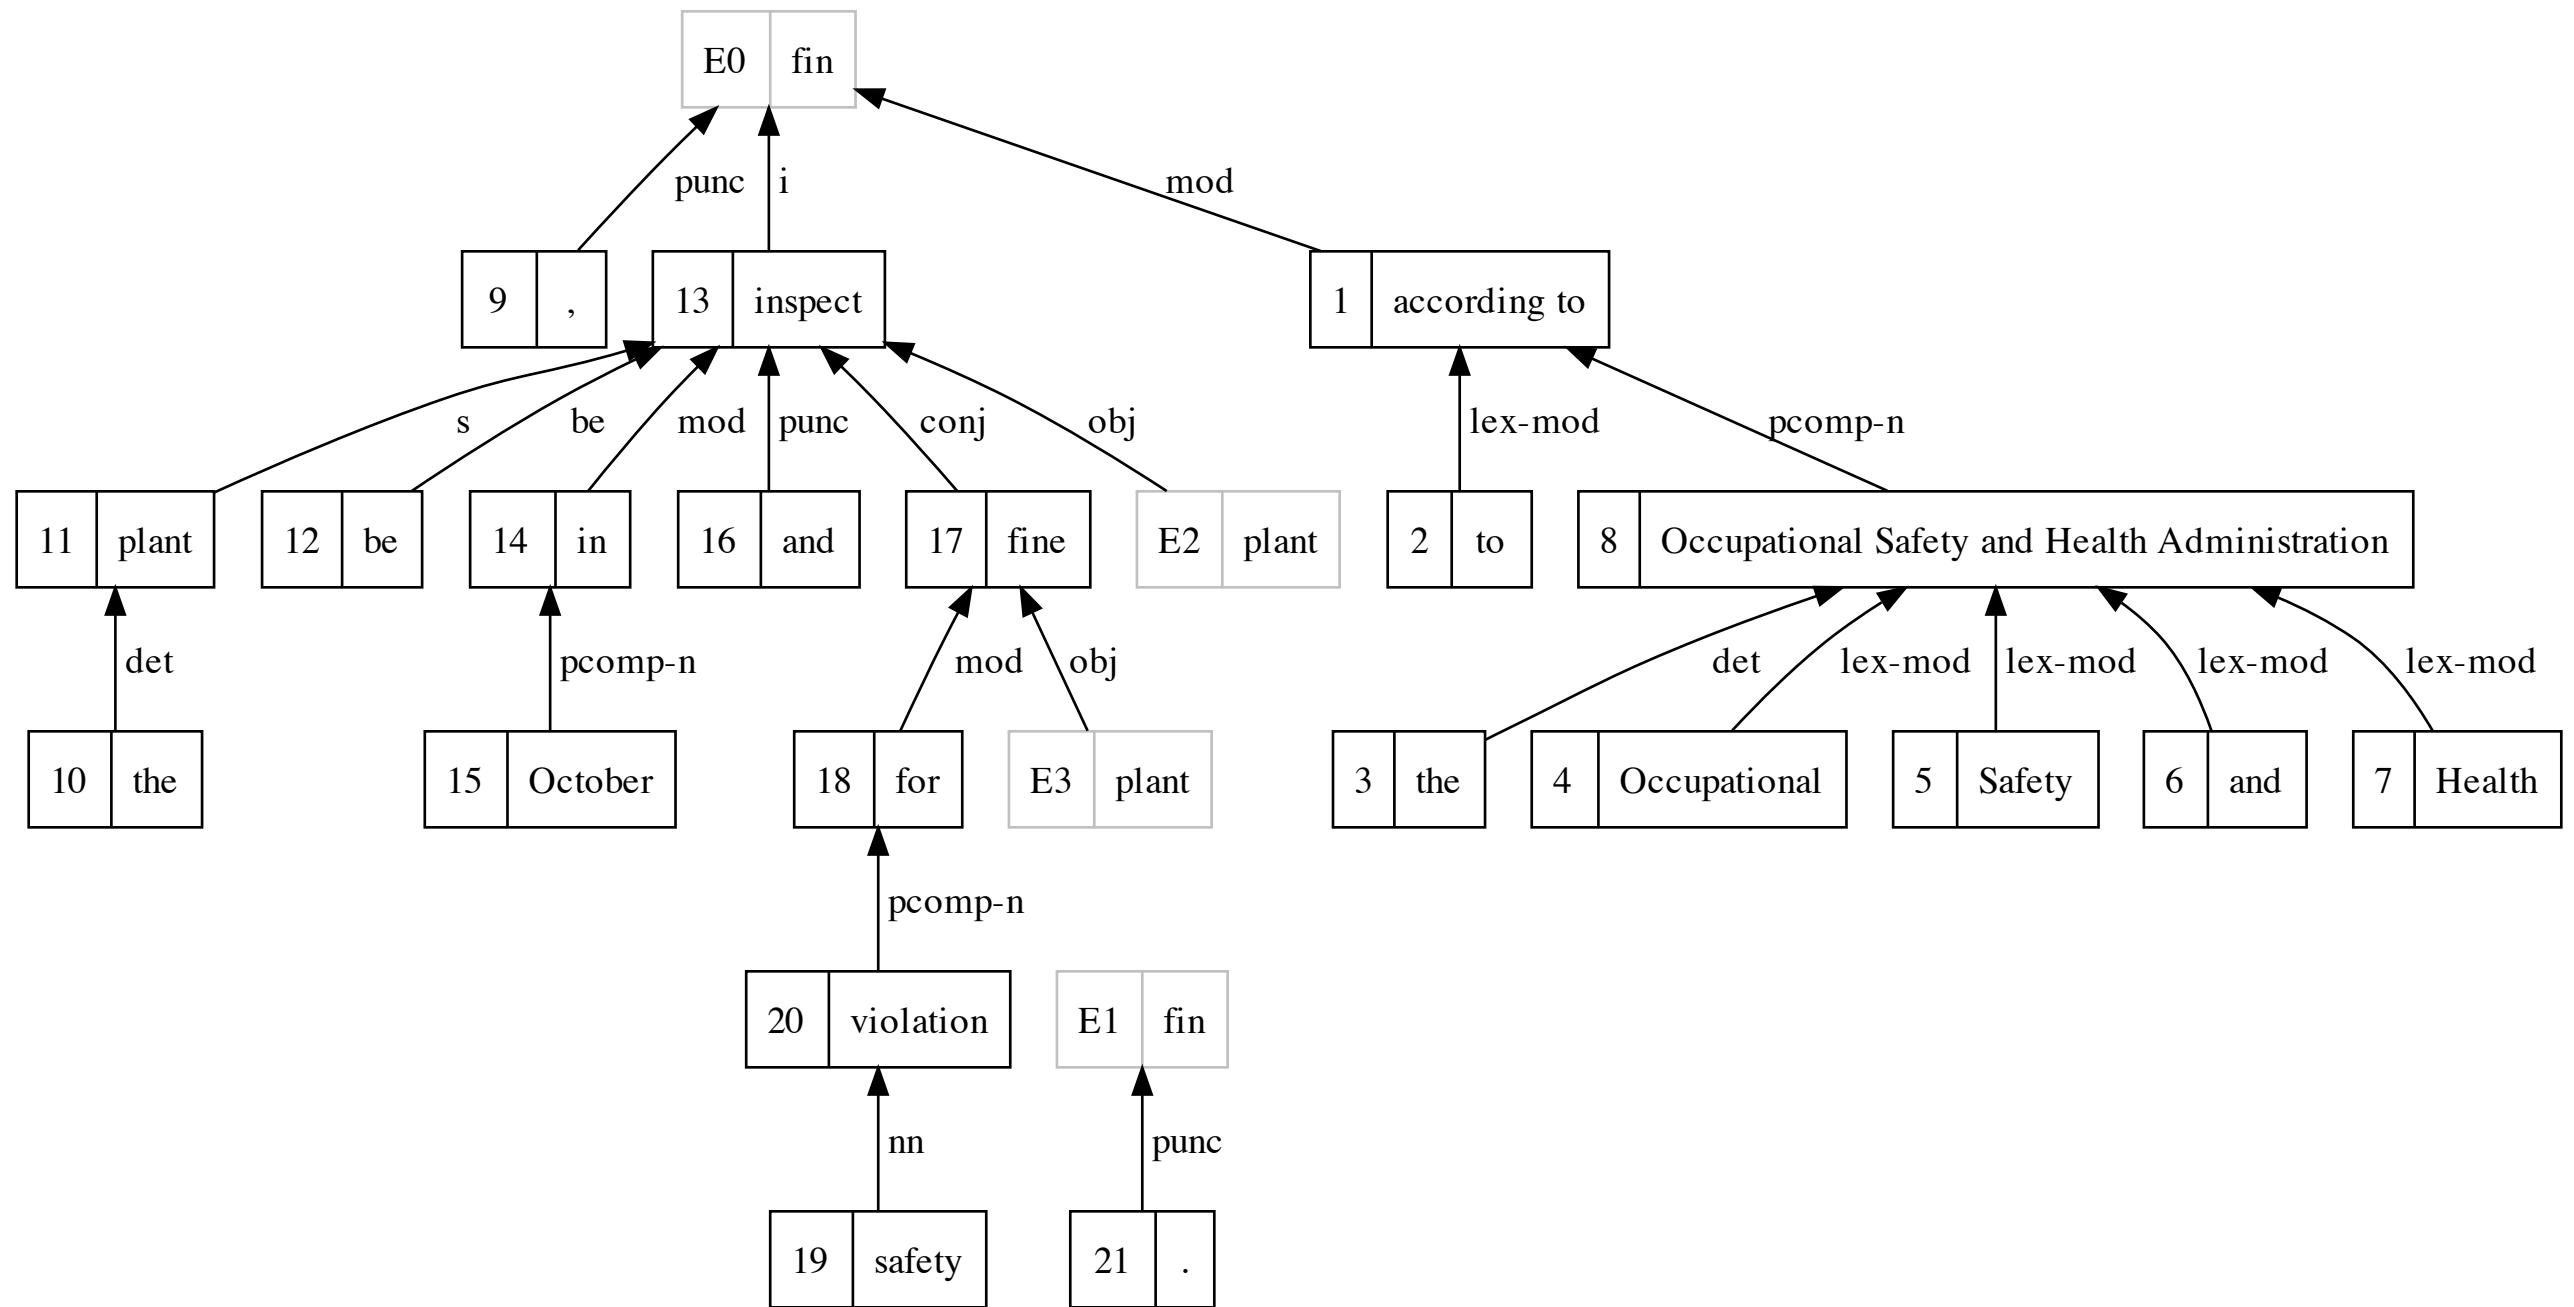 E0 fin
punc i mod
9 , 13 inspect 1 according to
s be mod punc conj obj lex-mod pcomp-n
11 plant 12 be 14 in 16 and 17 fine E2 plant 2 to 8 Occupational Safety and Health Administration
det pcomp-n mod obj det lex-mod lex-mod lex-mod lex-mod
10 the 15 October 18 for E3 plant 3 the 4 Occupational 5 Safety 6 and 7 Health
pcomp-n
20 violation E1 fin
nn punc
19 safety 21 .